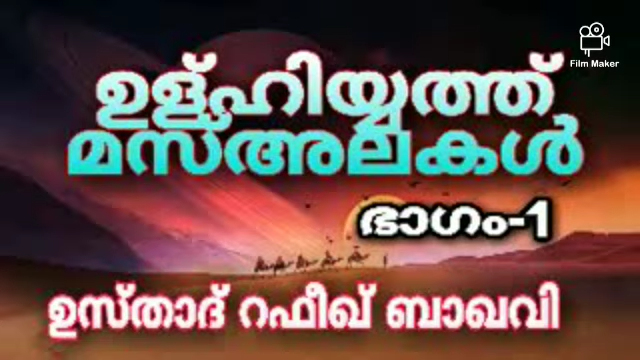 Film Maker
ഉള്ഹിയ്യത്ത്
മസ്അലകൾ
ഭാഗം-1
ഉസ്താദ് റഫീഖ് ബാഖവി